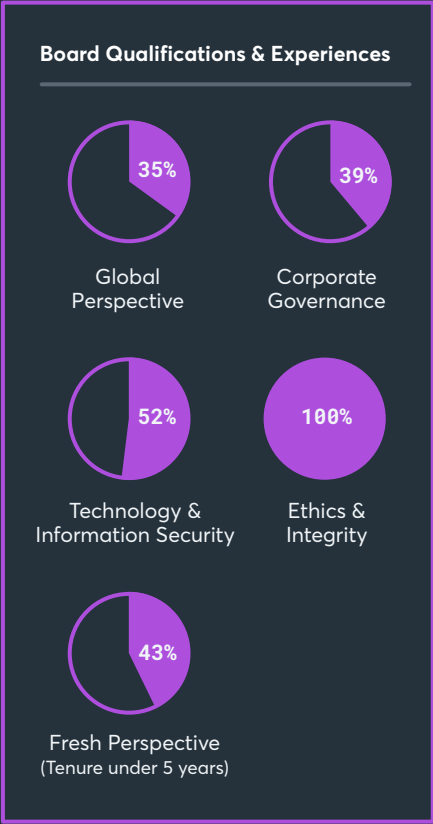 Board Qualifications & Experiences
35%
39%
Global
Perspective
Corporate
Governance
52%
100%
Technology &
Information Security
Ethics &
Integrity
43%
Fresh Perspective
(Tenure under 5 years)